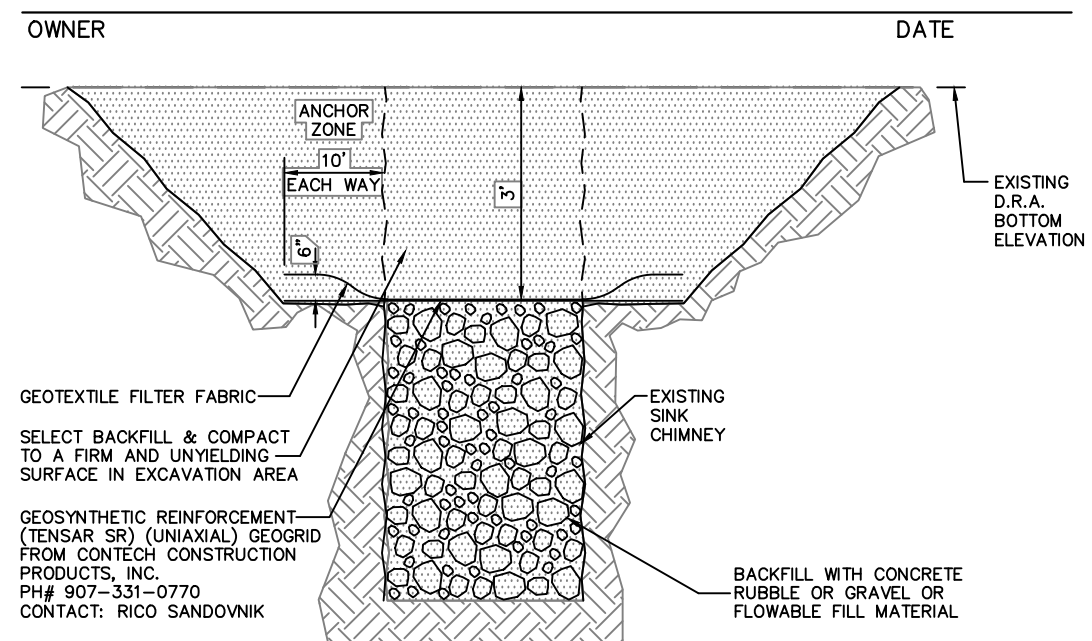 OWNER
DATE
ANCHOR
ZONE
10'
EACH WAY
3'
6"
EXISTING
D.R.A.
BOTTOM
ELEVATION
GEOTEXTILE FILTER FABRIC
SELECT BACKFILL & COMPACT
TO A FIRM AND UNYIELDING
SURFACE IN EXCAVATION AREA
GEOSYNTHETIC REINFORCEMENT
(TENSAR SR) (UNIAXIAL) GEOGRID
FROM CONTECH CONSTRUCTION
PRODUCTS, INC.
PH# 907-331-0770
CONTACT: RICO SANDOVNIK
EXISTING
SINK
CHIMNEY
BACKFILL WITH CONCRETE
RUBBLE OR GRAVEL OR
FLOWABLE FILL MATERIAL